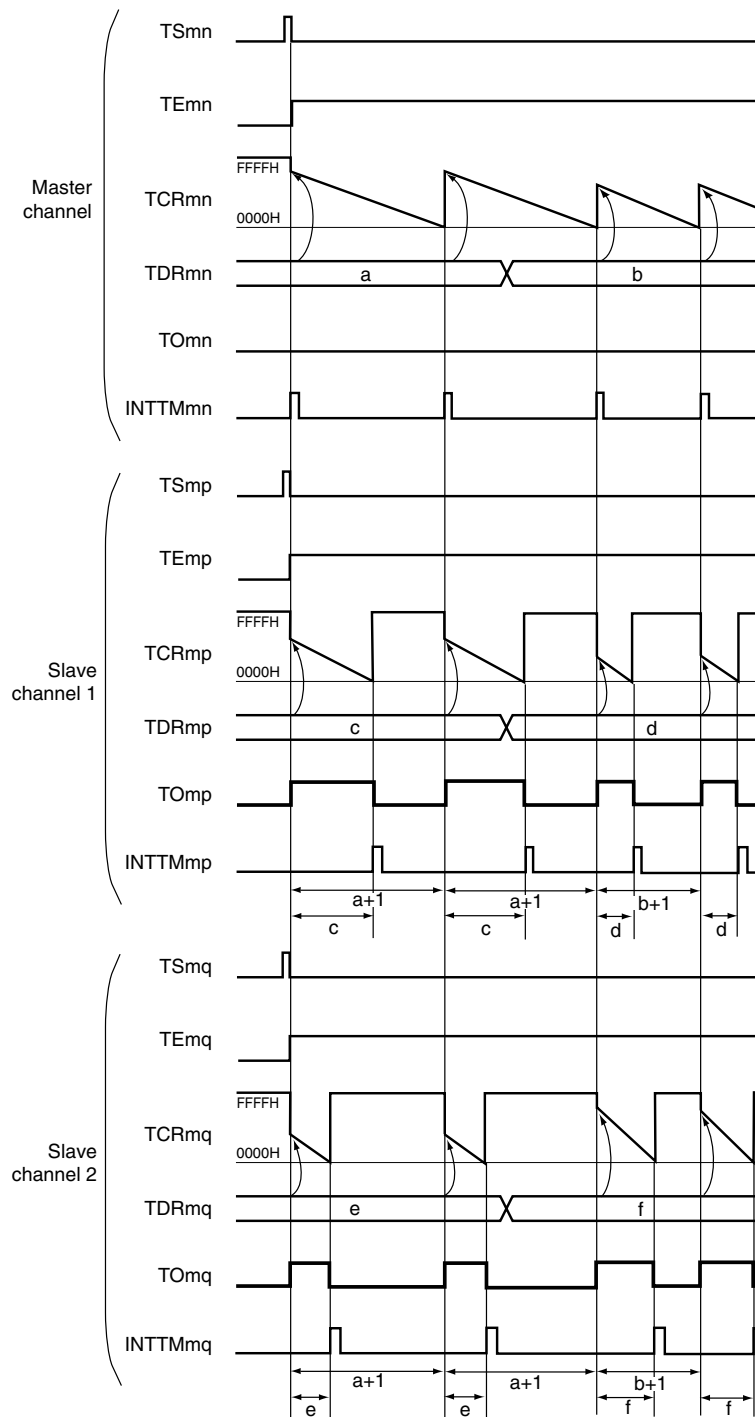 TSmn
TEmn
FFFFH
Master
channel
TCRmn
0000H
TDRmn
a
b
TOmn
INTTMmn
TSmp
TEmp
FFFFH
TCRmp
Slave
channel 1
0000H
TDRmp
c
d
TOmp
INTTMmp
a+1
a+1
b+1
c
c
d
d
TSmq
TEmq
FFFFH
TCRmq
Slave
channel 2
0000H
TDRmq
e
f
TOmq
INTTMmq
a+1
a+1
b+1
e
e
f
f